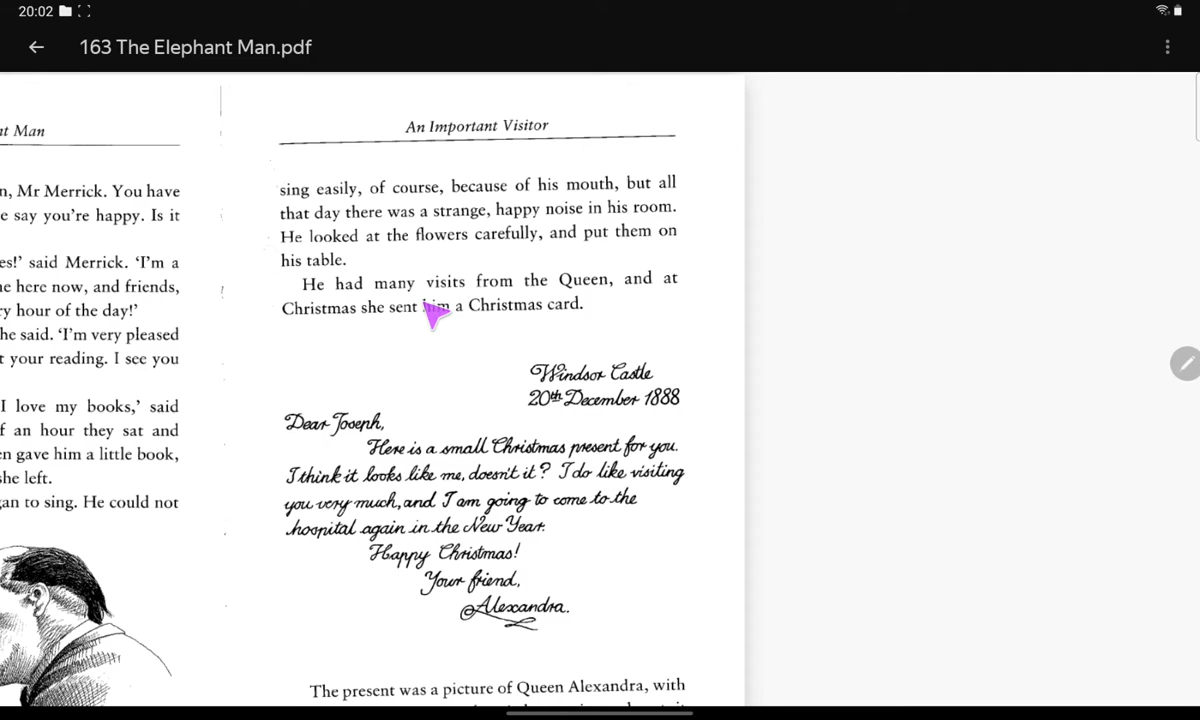 20:02
163 The Elephant Man.pdf
nt Man
n, Mr Merrick. You have
e say you're happy. Is it
es!' said Merrick. 'I'm a
ne here now, and friends,
ry hour of the day!'
he said. 'I'm very pleased
t your reading. I see you
I love my books,' said
f an hour they sat and
en gave him a little book,
she left.
gan to sing. He could not
An Important Visitor
sing easily, of course, because of his mouth, but all
that day there was a strange, happy noise in his room.
He looked at the flowers carefully, and put them on
his table.
He had many visits from the Queen, and at
Christmas she sent him a Christmas card.
Windsor Castle
20th December 1888
Dear Joseph,
Here is a small Christmas present for you.
I think it looks like me, doesn't it? I do like visiting
you very much, and I am going to come to the
hospital again in the New Year.
Happy Christmas!
Your friend,
Alexandra.
The present was a picture of Queen Alexandra, with